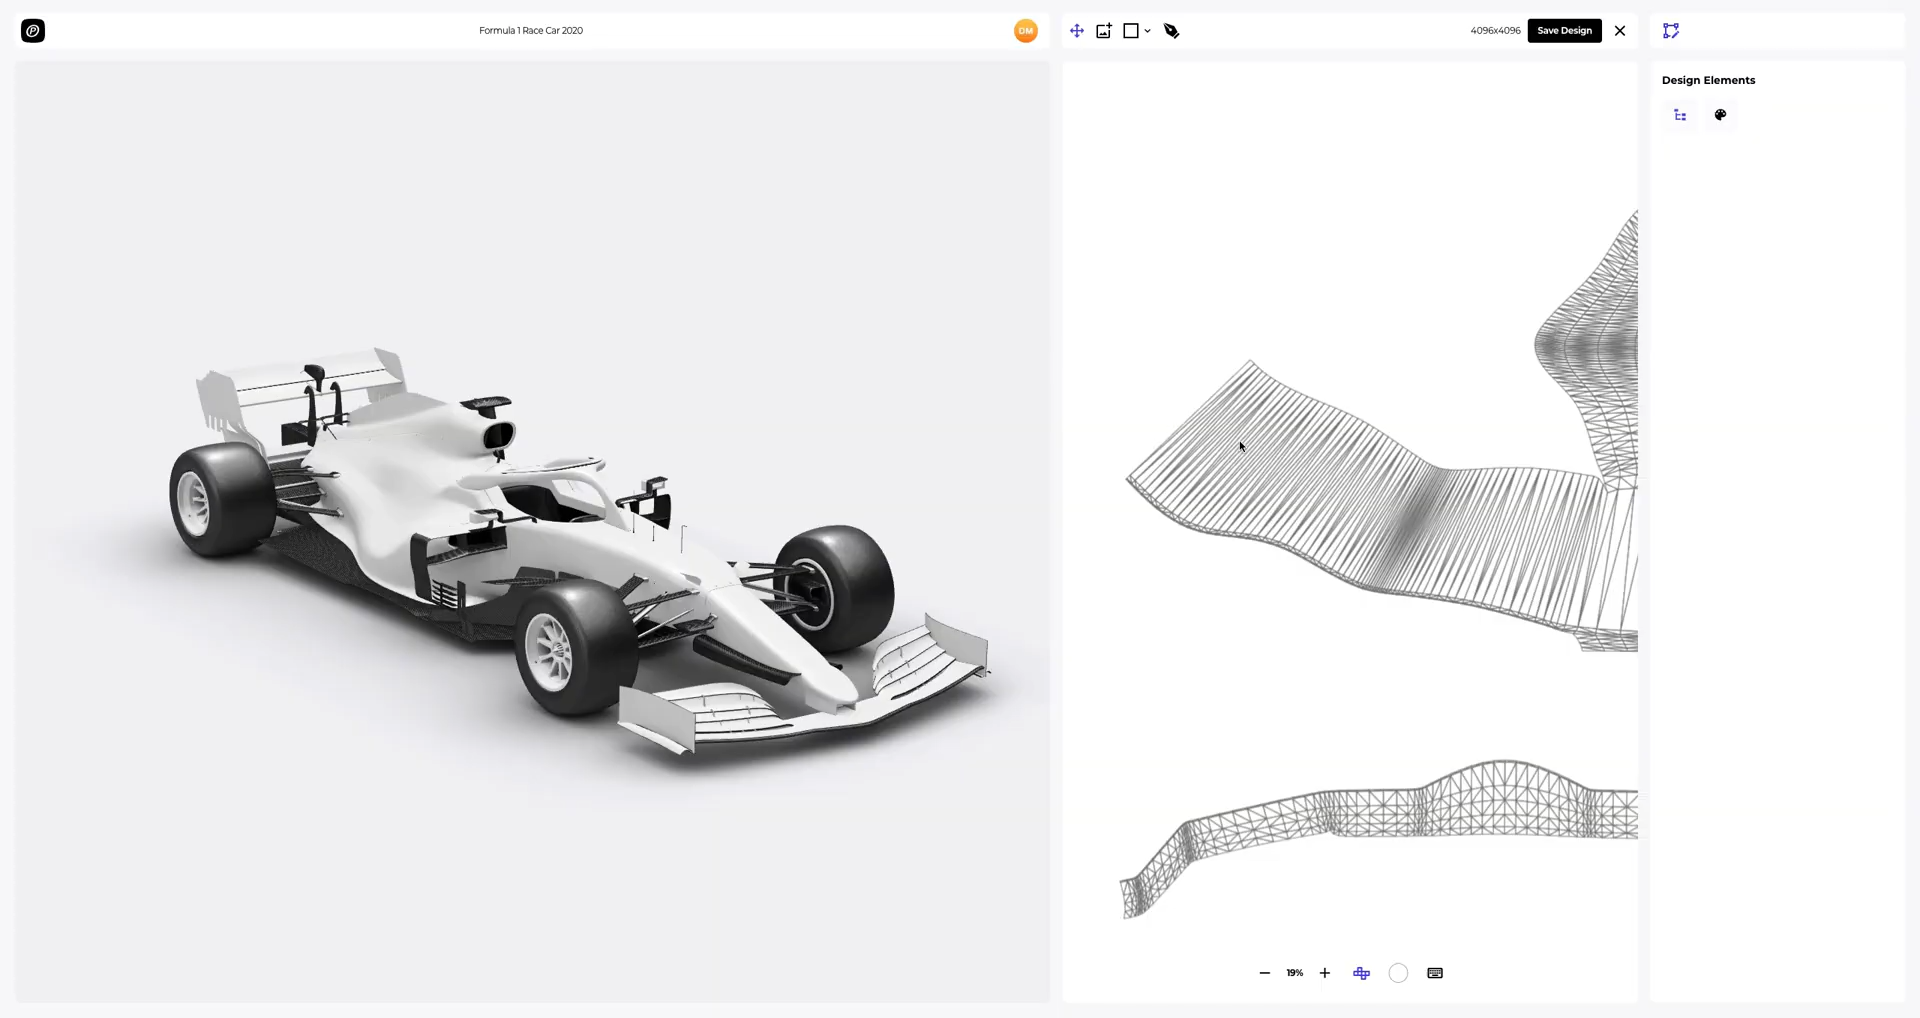 Formula 1 Race Car 2020
DM
4096x4096
Save Design
Design Elements
19%